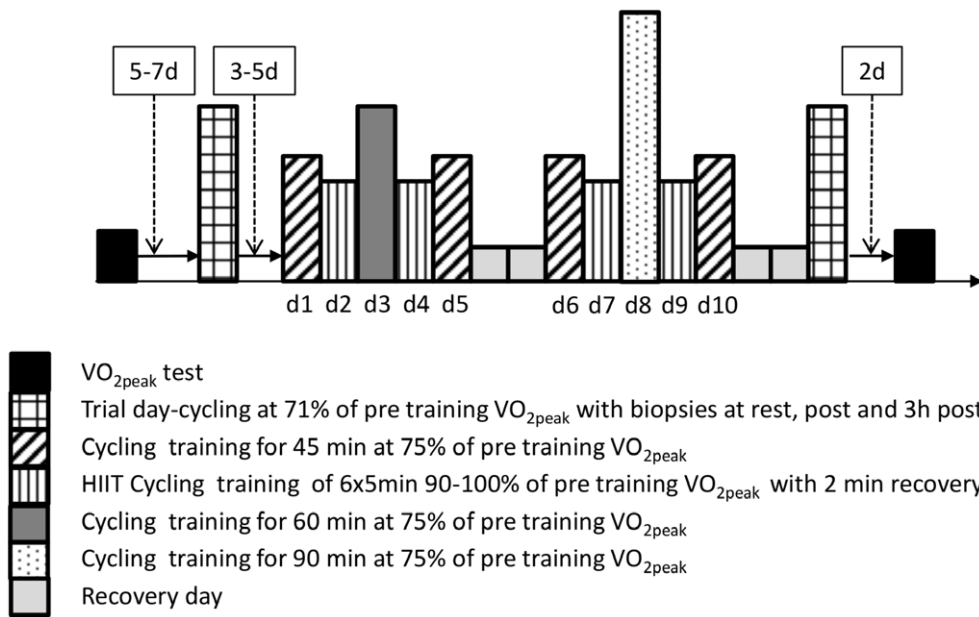 5-7d 3-5d 2d
d1 d2 d3 d4 d5 d6 d7 d8 d9 d10
VO2peak test
Trial day-cycling at 71% of pre training VO2peak with biopsies at rest, post and 3h post
Cycling training for 45 min at 75% of pre training VO2peak
HIIT Cycling training of 6x5min 90-100% of pre training VO2peak with 2 min recovery
Cycling training for 60 min at 75% of pre training VO2peak
Cycling training for 90 min at 75% of pre training VO2peak
Recovery day